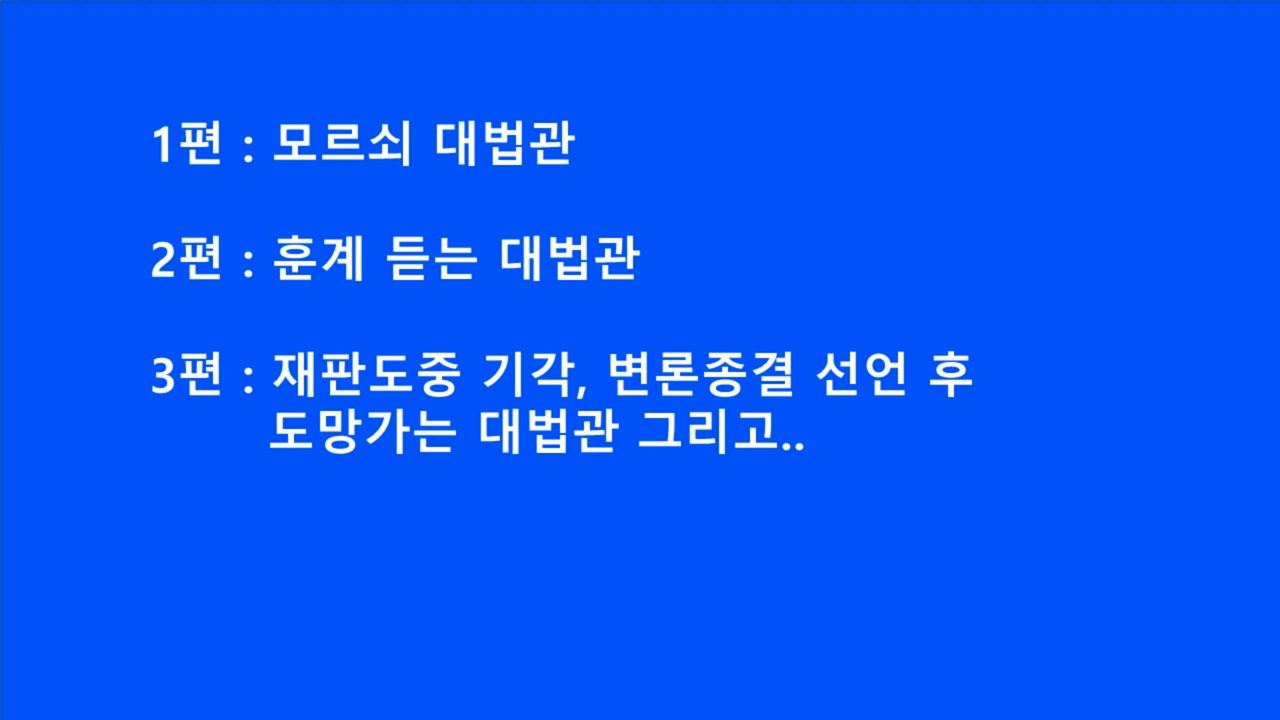 1편 : 모르쇠 대법관
2편 : 훈계 듣는 대법관
3편 : 재판도중 기각, 변론종결 선언 후
도망가는 대법관 그리고..